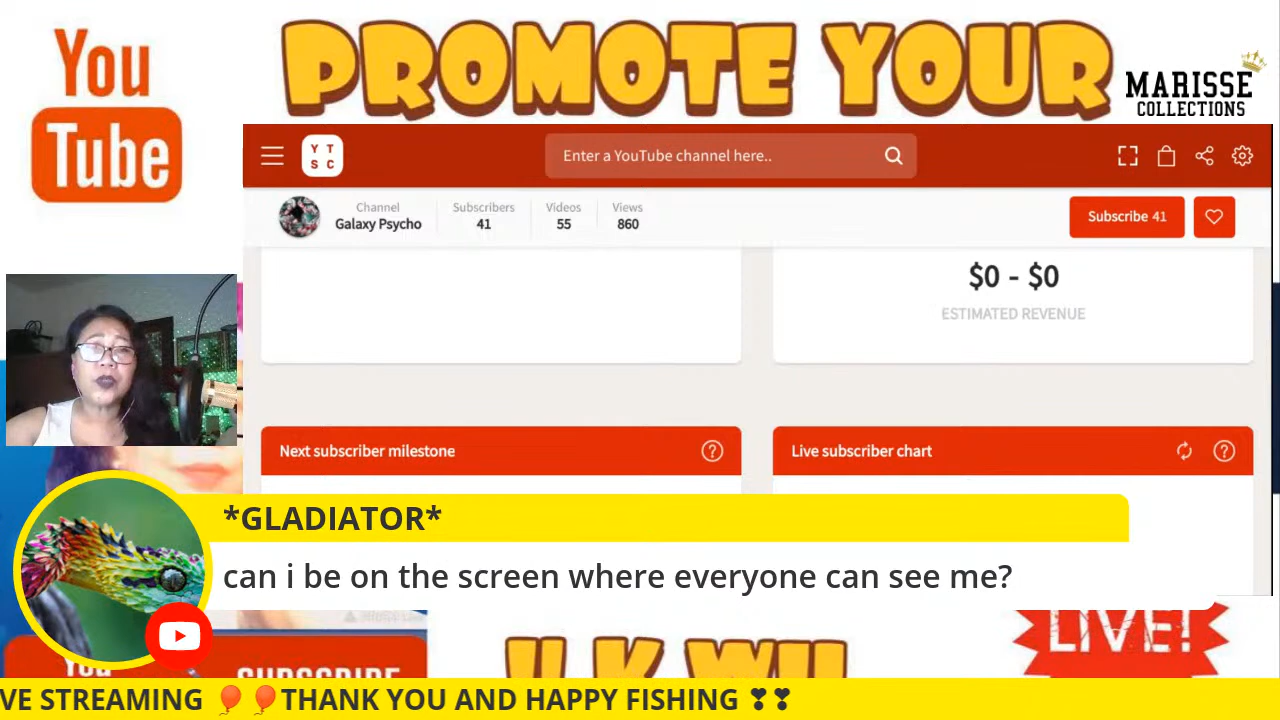 You
Tube
PROMOTE YOUR
MARISSE
COLLECTIONS
Y T
S C
Enter a YouTube channel here..
Channel
Galaxy Psycho
Subscribers
41
Videos
55
Views
860
Subscribe 41
$0 - $0
ESTIMATED REVENUE
Next subscriber milestone
Live subscriber chart
*GLADIATOR*
can i be on the screen where everyone can see me?
LIVE!
You
SUBSCRIBE
VE STREAMING 🎈🎈THANK YOU AND HAPPY FISHING ❣❣